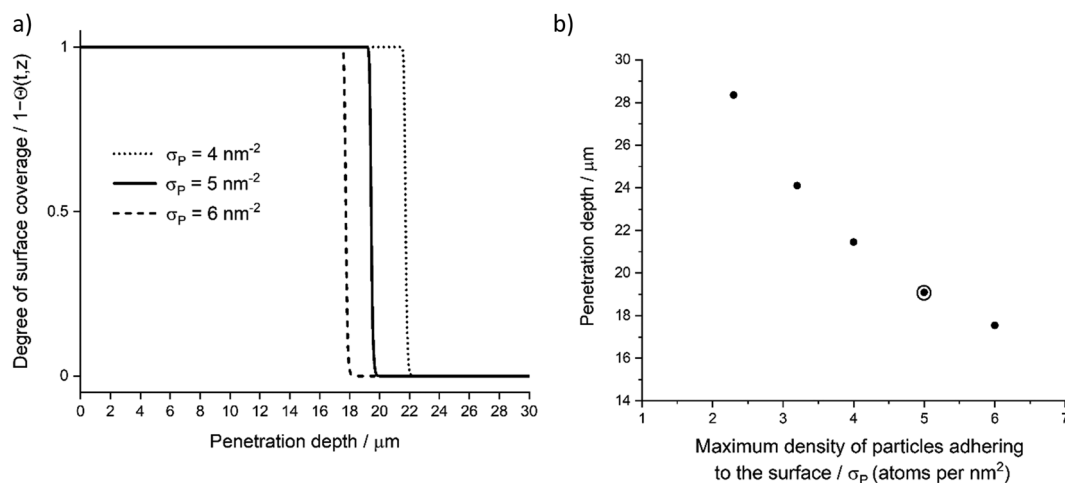 a)
Degree of surface coverage / 1−Θ(t,z)
1
0.5
0
σP = 4 nm-2
σP = 5 nm-2
σP = 6 nm-2
0 2 4 6 8 10 12 14 16 18 20 22 24 26 28 30
Penetration depth / μm
b)
Penetration depth / μm
30
28
26
24
22
20
18
16
14
1 2 3 4 5 6 7
Maximum density of particles adhering
to the surface / σP (atoms per nm2)